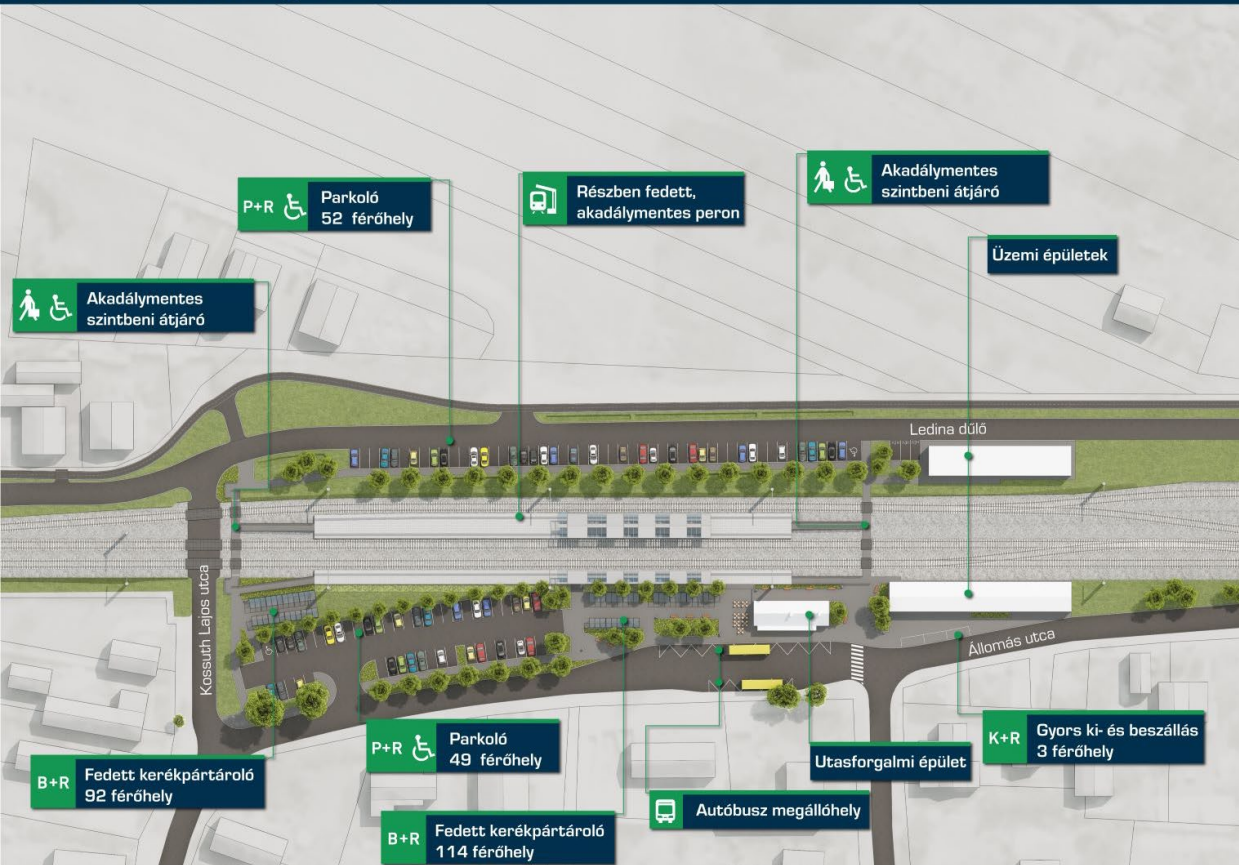 Akadálymentes
szintbeni átjáró
P+R
Parkoló
52 férőhely
Részben fedett,
akadálymentes peron
Üzemi épületek
Akadálymentes
szintbeni átjáró
Ledina dűlő
Kossuth Lajos utca
Állomás utca
P+R
Parkoló
49 férőhely
Utasforgalmi épület
K+R
Gyors ki- és beszállás
3 férőhely
B+R
Fedett kerékpártároló
92 férőhely
Autóbusz megállóhely
B+R
Fedett kerékpártároló
114 férőhely